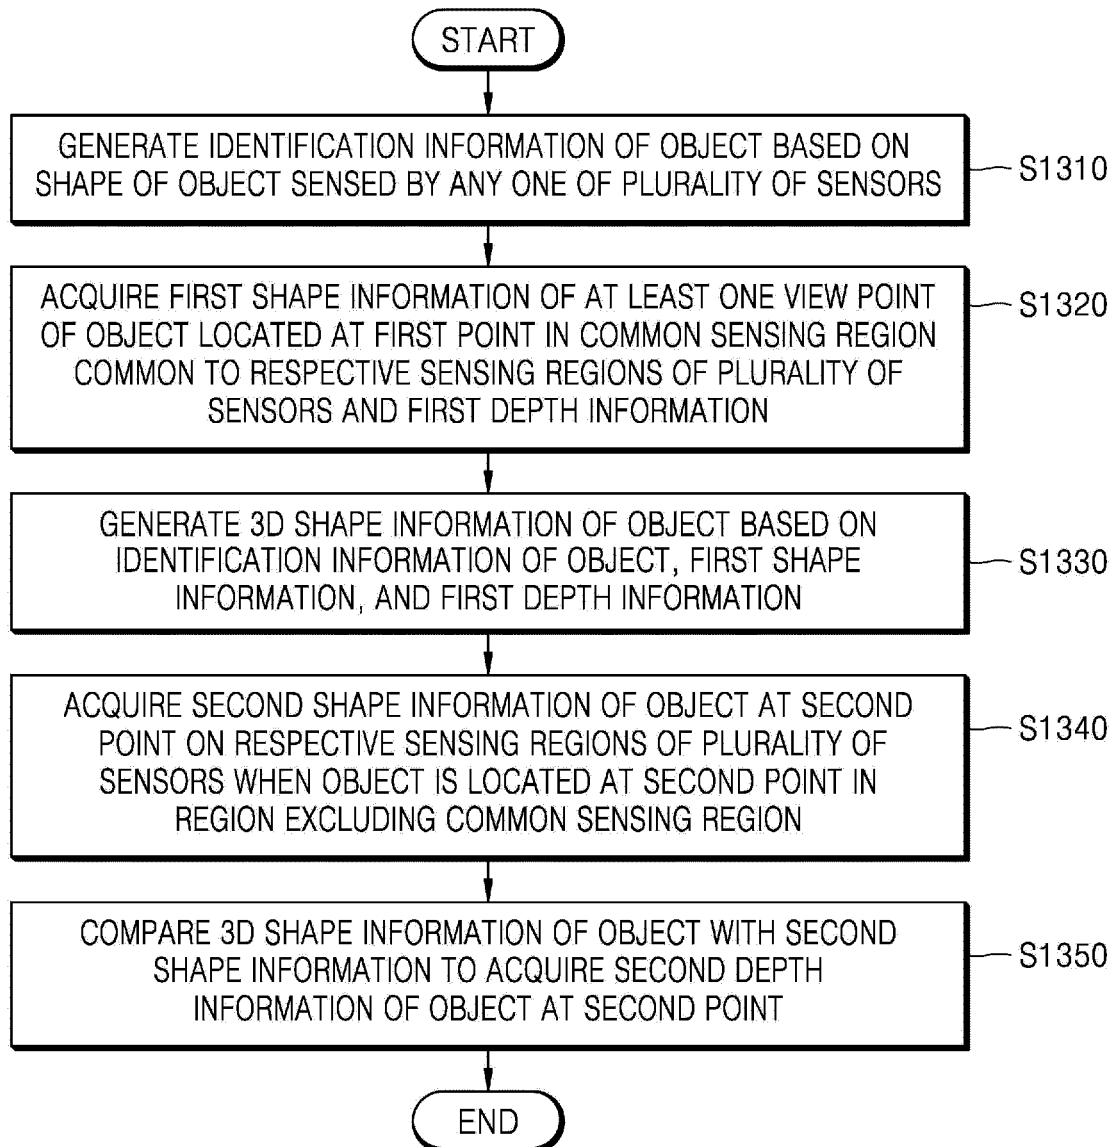 START
GENERATE IDENTIFICATION INFORMATION OF OBJECT BASED ON
SHAPE OF OBJECT SENSED BY ANY ONE OF PLURALITY OF SENSORS
S1310
ACQUIRE FIRST SHAPE INFORMATION OF AT LEAST ONE VIEW POINT
OF OBJECT LOCATED AT FIRST POINT IN COMMON SENSING REGION
COMMON TO RESPECTIVE SENSING REGIONS OF PLURALITY OF
SENSORS AND FIRST DEPTH INFORMATION
S1320
GENERATE 3D SHAPE INFORMATION OF OBJECT BASED ON
IDENTIFICATION INFORMATION OF OBJECT, FIRST SHAPE
INFORMATION, AND FIRST DEPTH INFORMATION
S1330
ACQUIRE SECOND SHAPE INFORMATION OF OBJECT AT SECOND
POINT ON RESPECTIVE SENSING REGIONS OF PLURALITY OF
SENSORS WHEN OBJECT IS LOCATED AT SECOND POINT IN
REGION EXCLUDING COMMON SENSING REGION
S1340
COMPARE 3D SHAPE INFORMATION OF OBJECT WITH SECOND
SHAPE INFORMATION TO ACQUIRE SECOND DEPTH
INFORMATION OF OBJECT AT SECOND POINT
S1350
END